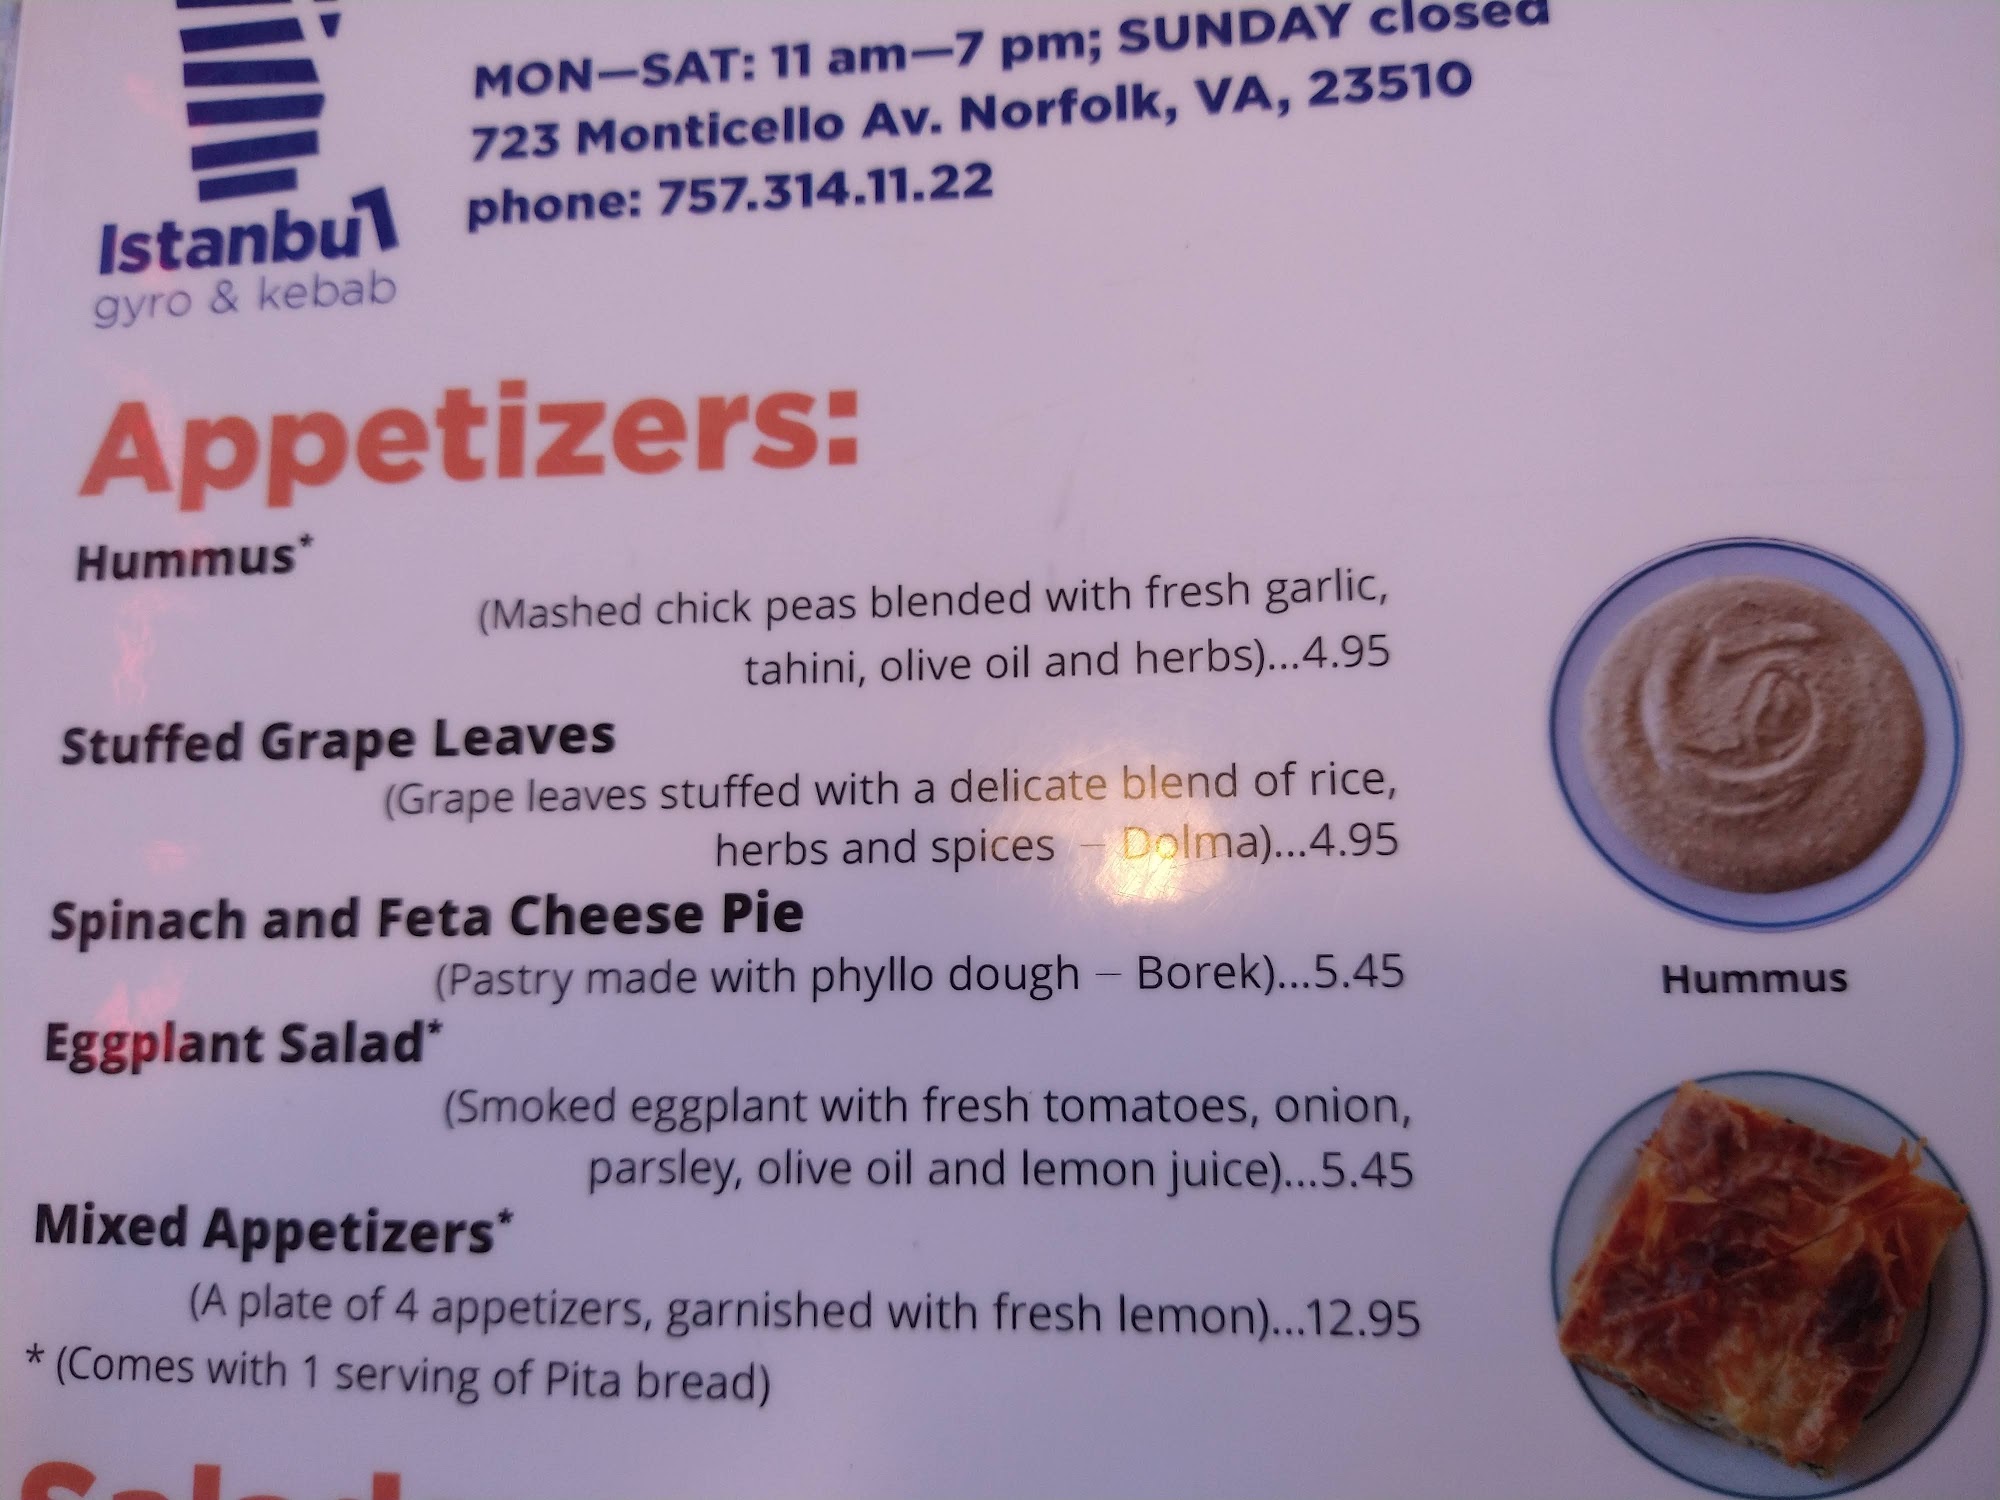 MON—SAT: 11 am—7 pm; SUNDAY closed
723 Monticello Av. Norfolk, VA, 23510
phone: 757.314.11.22
Istanbul
gyro & kebab
Appetizers:
Hummus*
(Mashed chick peas blended with fresh garlic,
tahini, olive oil and herbs)...4.95
Stuffed Grape Leaves
(Grape leaves stuffed with a delicate blend of rice,
herbs and spices – Dolma)...4.95
Spinach and Feta Cheese Pie
(Pastry made with phyllo dough – Borek)...5.45
Eggplant Salad*
(Smoked eggplant with fresh tomatoes, onion,
parsley, olive oil and lemon juice)...5.45
Mixed Appetizers*
(A plate of 4 appetizers, garnished with fresh lemon)...12.95
* (Comes with 1 serving of Pita bread)
Hummus
Salad